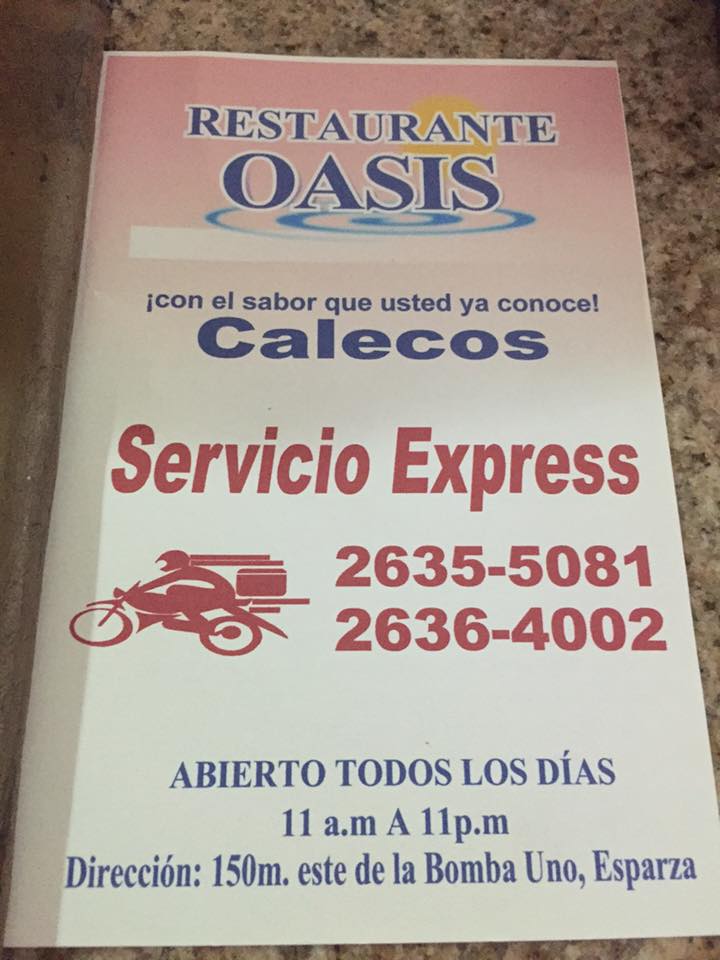 RESTAURANTE
OASIS
¡con el sabor que usted ya conoce!
Calecos
Servicio Express
2635-5081
2636-4002
ABIERTO TODOS LOS DÍAS
11 a.m A 11p.m
Dirección: 150m. este de la Bomba Uno, Esparza